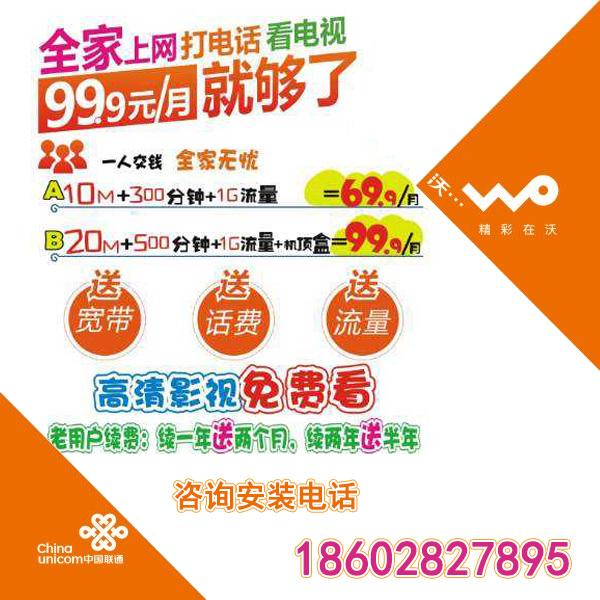 全家上网打电话看电视
99.9元/月就够了
一人交钱 全家无忧
A10M+300分钟+1G流量=69.9/月
B20M+500分钟+1G流量+机顶盒=99.9/月
沃…
wo
精彩在沃
送 送 送
宽带 话费 流量
高清影视免费看
老用户续费：续一年送两个月，续两年送半年
咨询安装电话
18602827895
China
unicom中国联通